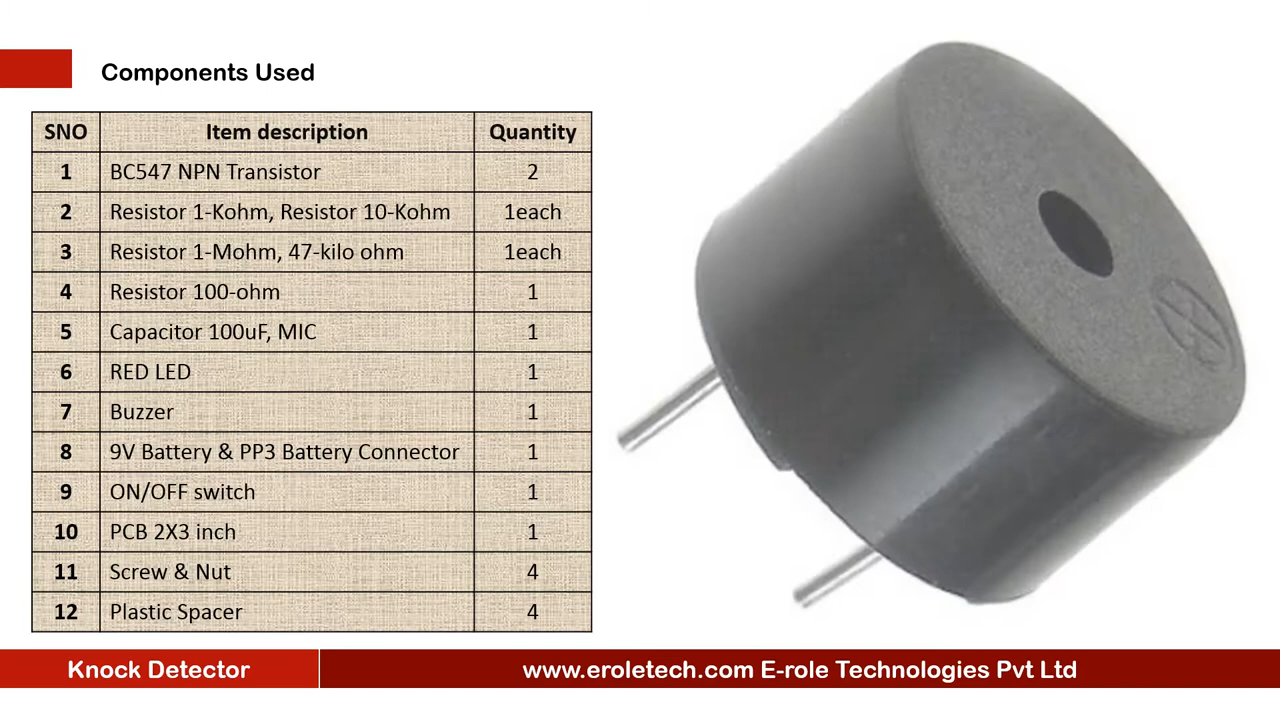 Components Used
SNO Item description Quantity
1 BC547 NPN Transistor 2
2 Resistor 1-Kohm, Resistor 10-Kohm 1each
3 Resistor 1-Mohm, 47-kilo ohm 1each
4 Resistor 100-ohm 1
5 Capacitor 100uF, MIC 1
6 RED LED 1
7 Buzzer 1
8 9V Battery & PP3 Battery Connector 1
9 ON/OFF switch 1
10 PCB 2X3 inch 1
11 Screw & Nut 4
12 Plastic Spacer 4
Knock Detector www.eroletech.com E-role Technologies Pvt Ltd